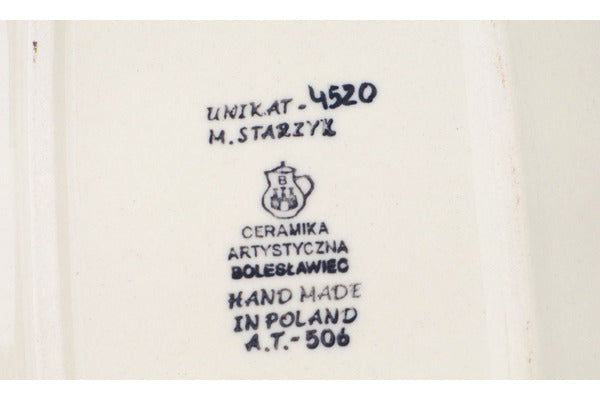 UNIKAT-4520
M. STARZYK
B
CERAMIKA
ARTYSTYCZNA
BOLESŁAWIEC
HAND MADE
IN POLAND
A.T.-506